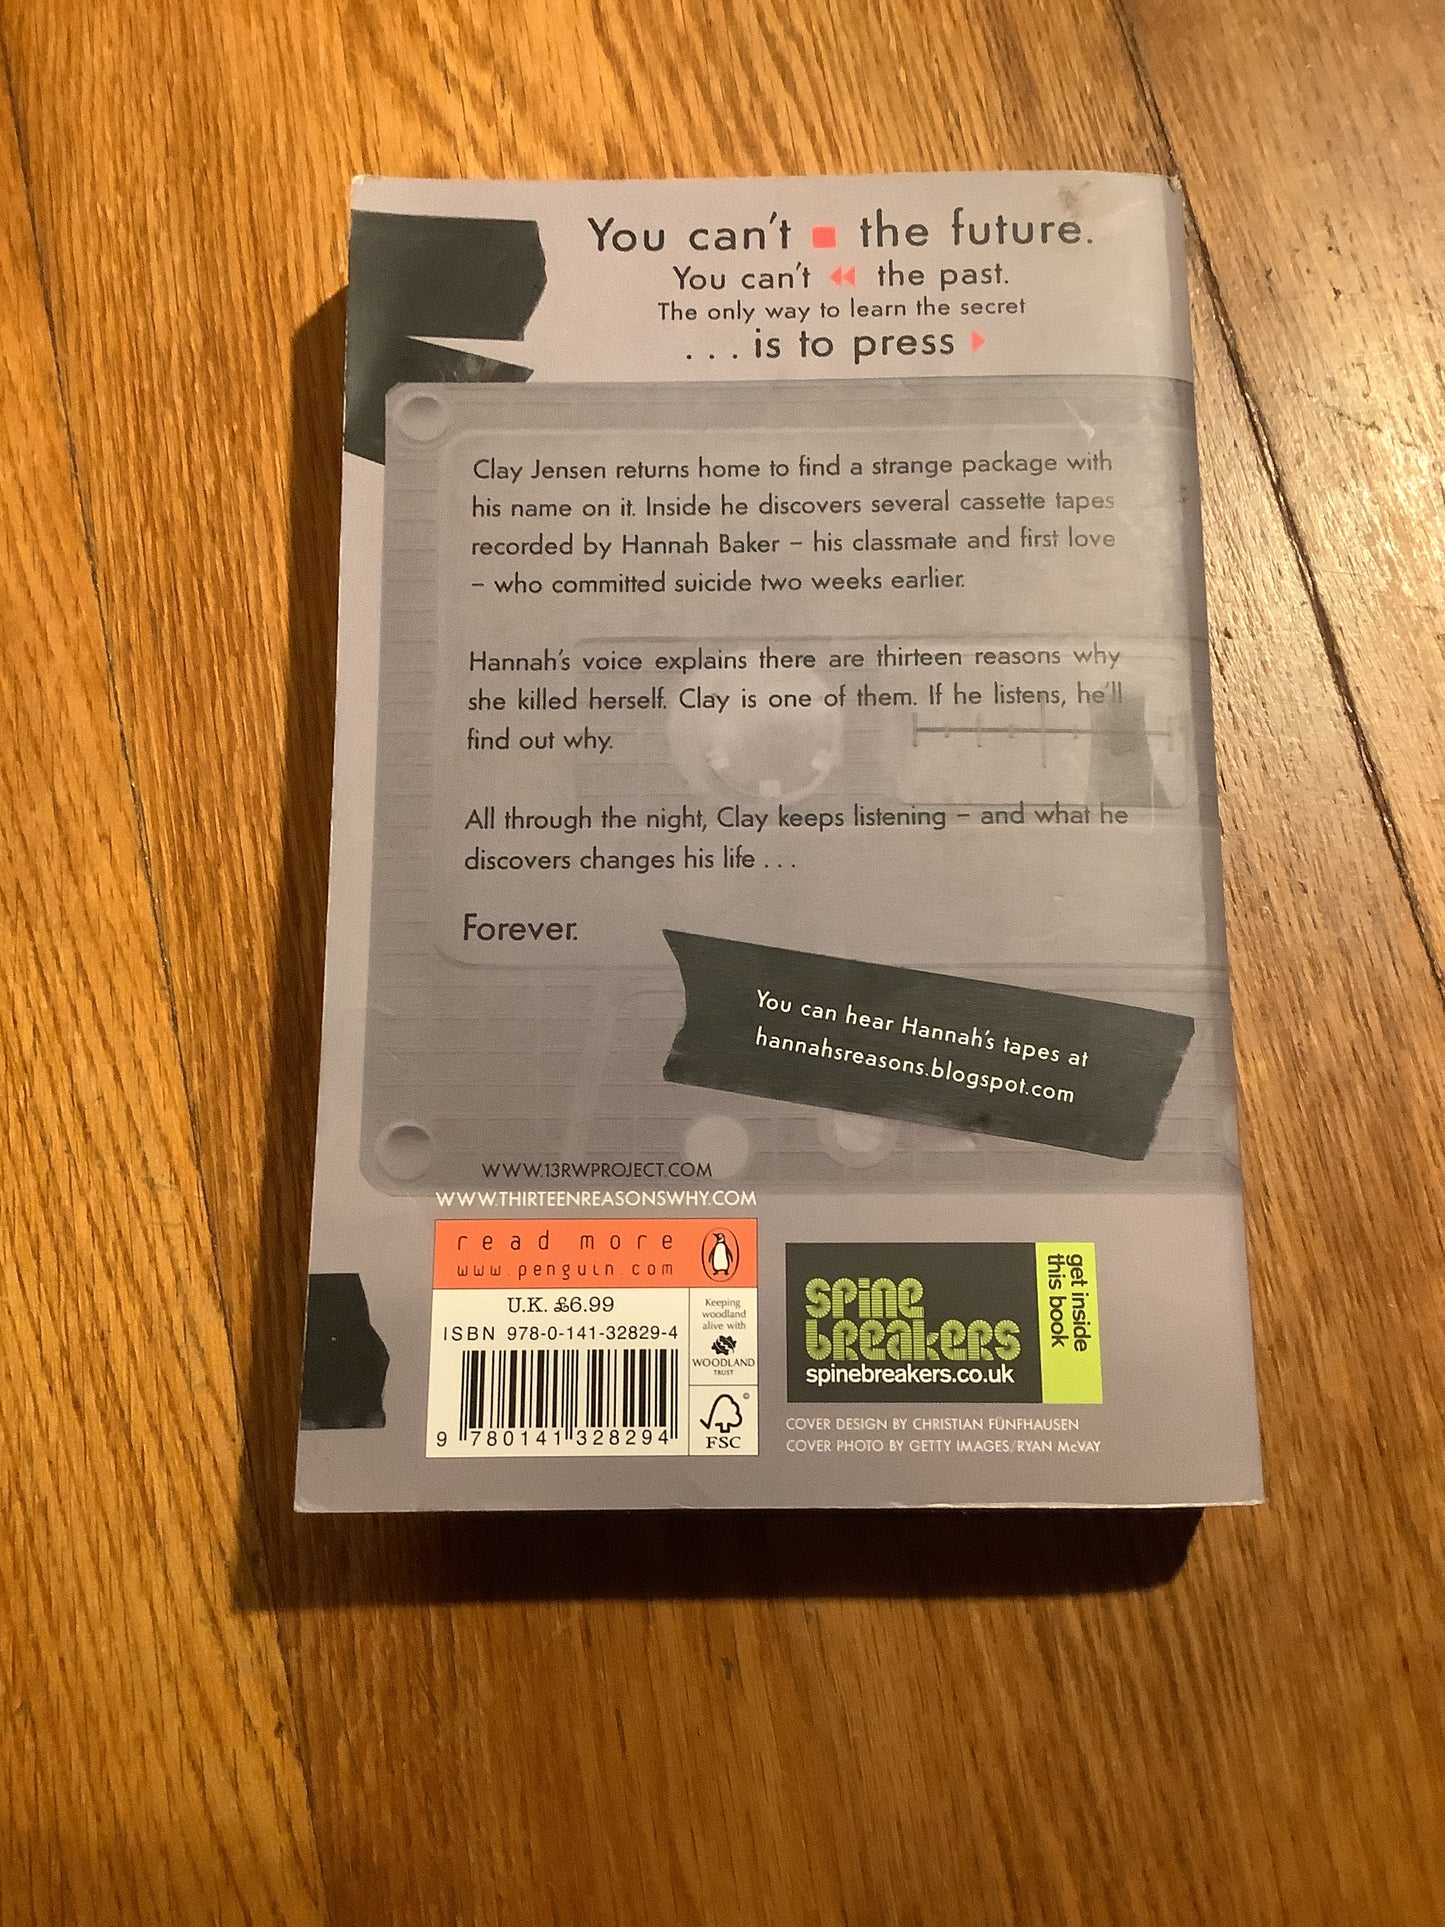 You can't ■ the future.
You can't ◀◀ the past.
The only way to learn the secret
. . . is to press ▶
Clay Jensen returns home to find a strange package with
his name on it. Inside he discovers several cassette tapes
recorded by Hannah Baker – his classmate and first love
– who committed suicide two weeks earlier.
Hannah's voice explains there are thirteen reasons why
she killed herself. Clay is one of them. If he listens, he'll
find out why.
All through the night, Clay keeps listening – and what he
discovers changes his life . . .
Forever.
You can hear Hannah's tapes at
hannahsreasons.blogspot.com
WWW.13RWPROJECT.COM
WWW.THIRTEENREASONSWHY.COM
read more
www.penguin.com
U.K. £6.99
ISBN 978-0-141-32829-4
9 780141 328294
Keeping
woodland
alive with
WOODLAND
TRUST
©
FSC
spine
breakers
spinebreakers.co.uk
get inside
this book
COVER DESIGN BY CHRISTIAN FÜNFHAUSEN
COVER PHOTO BY GETTY IMAGES/RYAN McVAY